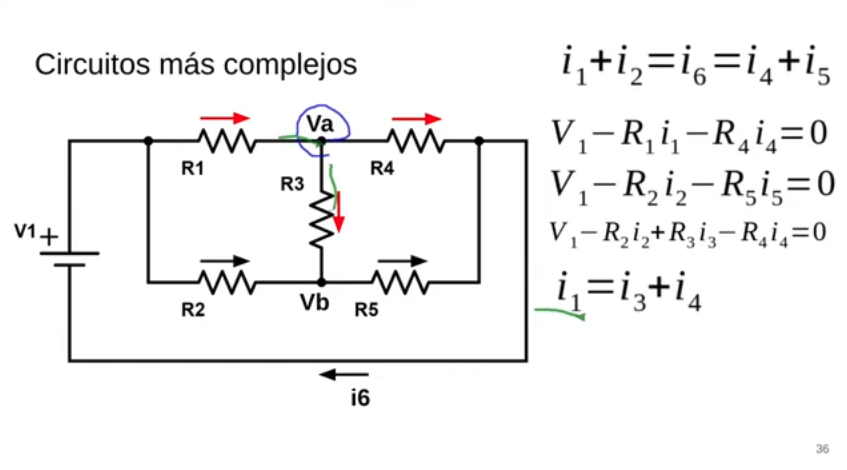 Circuitos más complejos
i₁+i₂=i₆=i₄+i₅
V₁−R₁i₁−R₄i₄=0
V₁−R₂i₂−R₅i₅=0
V₁−R₂i₂+R₃i₃−R₄i₄=0
i₁=i₃+i₄
Va
R1
R4
R3
V1+
R2
Vb
R5
i6
36